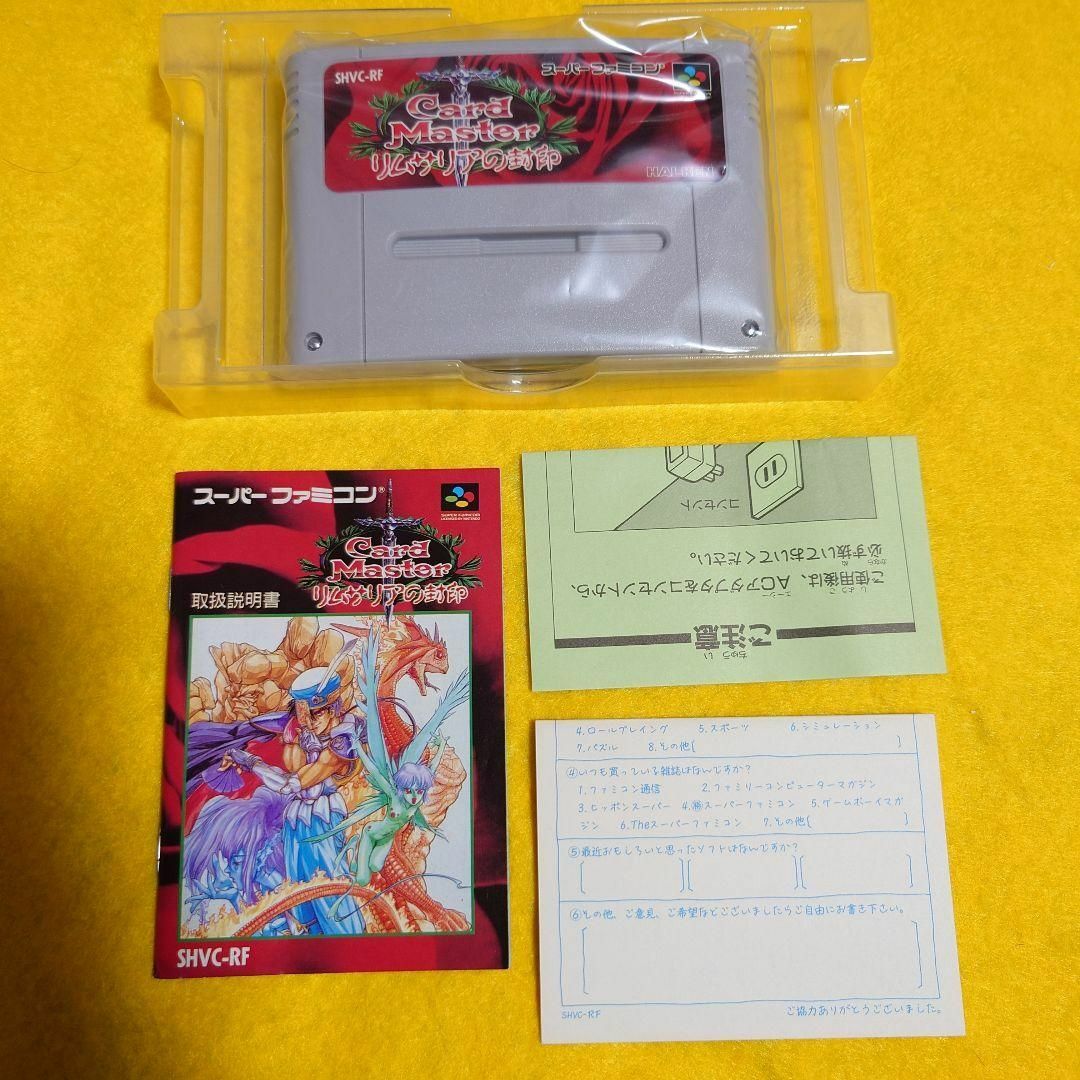 SHVC-RF
スーパーファミコン
Card
Master
リムサリアの封印
HALKEN
スーパーファミコン®
SUPER FAMICOM
LICENSED BY NINTENDO
Card
Master
リムサリアの封印
取扱説明書
SHVC-RF
ご注意
ちゅうい
ご使用後は、ACアダプタをコンセントから、
必ず抜いておいてください。
コンセント
4.ロールプレイング 5.スポーツ 6.シミュレーション
7.パズル 8.その他[ ]
④いつも買っている雑誌はなんですか?
1.ファミコン通信 2.ファミリーコンピューターマガジン
3.ヒッポンスーパー 4.㊙スーパーファミコン 5.ゲームボーイマガ
ジン 6.Theスーパーファミコン 7.その他[ ]
⑤最近おもしろいと思ったソフトはなんですか?
[ ][ ][ ]
⑥その他、ご意見、ご希望などございましたらご自由にお書き下さい。
SHVC-RF
ご協力ありがとうございました。